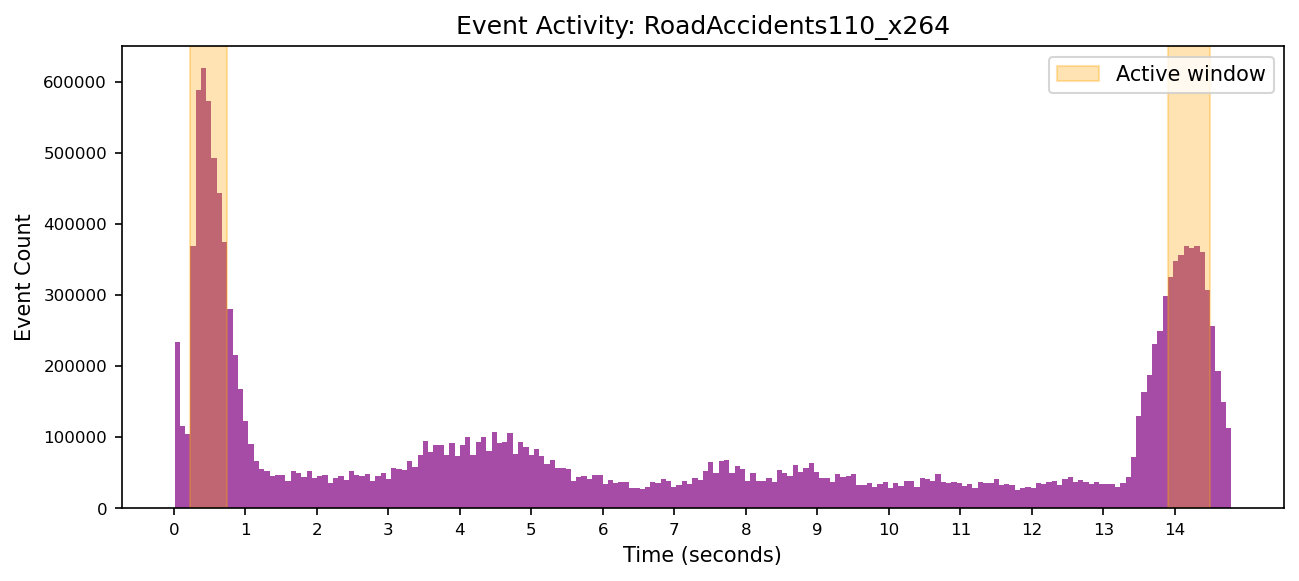 Event Activity: RoadAccidents110_x264
Active window
600000
500000
400000
300000
200000
100000
0
Event Count
0 1 2 3 4 5 6 7 8 9 10 11 12 13 14
Time (seconds)